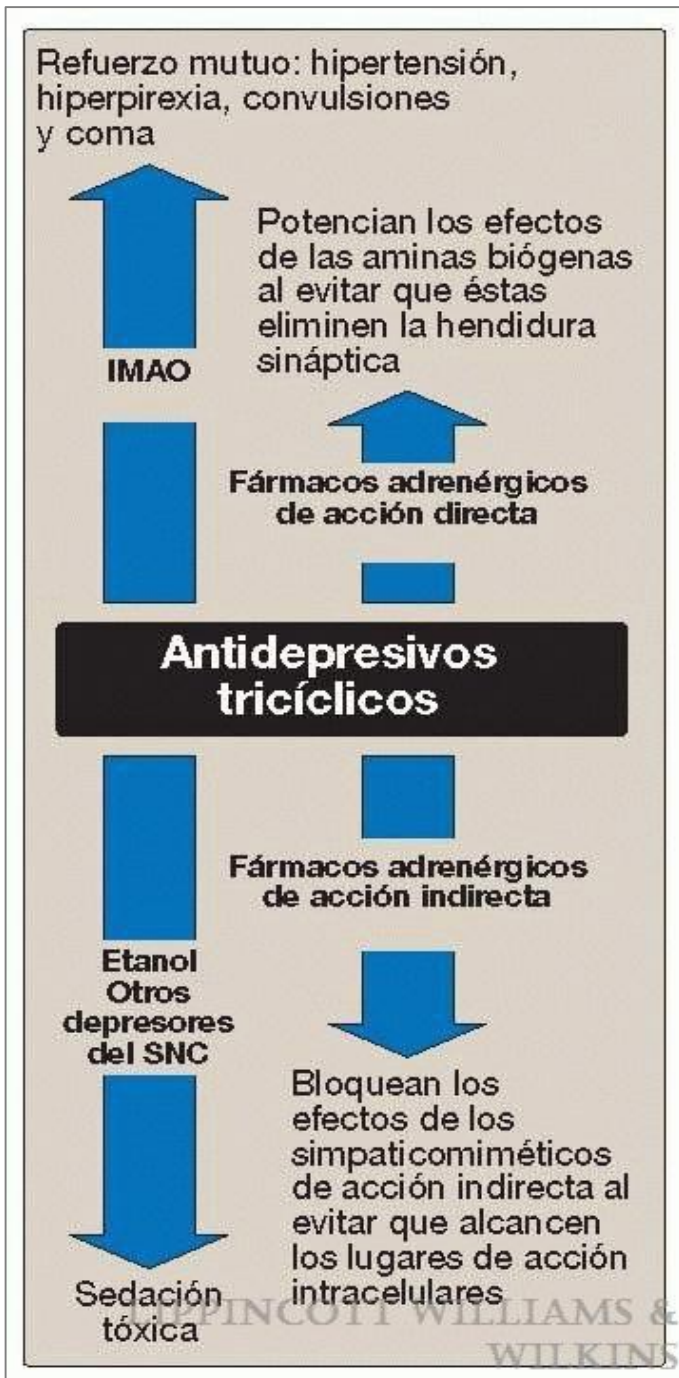 Refuerzo mutuo: hipertensión,
hiperpirexia, convulsiones
y coma
Potencian los efectos
de las aminas biógenas
al evitar que éstas
eliminen la hendidura
sináptica
IMAO
Fármacos adrenérgicos
de acción directa
Antidepresivos
tricíclicos
Fármacos adrenérgicos
de acción indirecta
Etanol
Otros
depresores
del SNC
Bloquean los
efectos de los
simpaticomiméticos
de acción indirecta al
evitar que alcancen
los lugares de acción
intracelulares
Sedación
tóxica
LIPPINCOTT WILLIAMS &
WILKINS